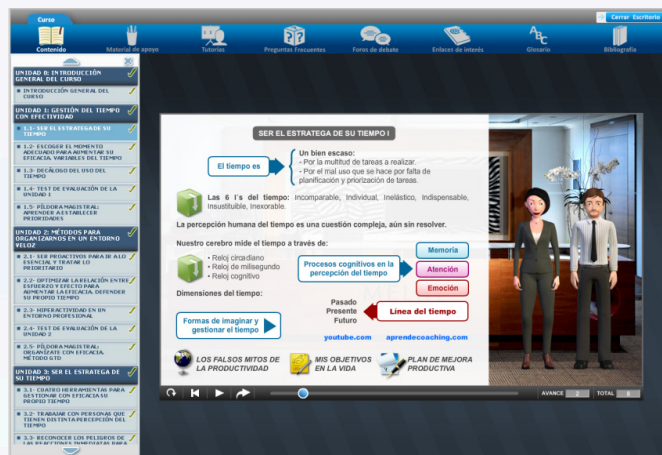 Curso
Cerrar Escritorio
Contenido
Material de apoyo
Tutorías
Preguntas Frecuentes
Foros de debate
Enlaces de interés
Glosario
Bibliografía
UNIDAD 0: INTRODUCCIÓN
GENERAL DEL CURSO
INTRODUCCIÓN GENERAL DEL
CURSO
UNIDAD 1: GESTIÓN DEL TIEMPO
CON EFECTIVIDAD
1.1- SER EL ESTRATEGA DE SU
TIEMPO
1.2- ESCOGER EL MOMENTO
ADECUADO PARA AUMENTAR SU
EFICACIA. VARIABLES DEL TIEMPO
1.3- DECÁLOGO DEL USO DEL
TIEMPO
1.4- TEST DE EVALUACIÓN DE LA
UNIDAD 1
1.5- PÍLDORA MAGISTRAL:
APRENDER A ESTABLECER
PRIORIDADES
UNIDAD 2: MÉTODOS PARA
ORGANIZARNOS EN UN ENTORNO
VELOZ
2.1- SER PROACTIVOS PARA IR A LO
ESENCIAL Y TRATAR LO
PRIORITARIO
2.2- OPTIMIZAR LA RELACIÓN ENTRE
ESFUERZO Y EFECTO PARA
AUMENTAR LA EFICACIA. DEFENDER
SU PROPIO TIEMPO
2.3- HIPERACTIVIDAD EN UN
ENTORNO PROFESIONAL
2.4- TEST DE EVALUACIÓN DE LA
UNIDAD 2
2.5- PÍLDORA MAGISTRAL:
ORGANÍZATE CON EFICACIA.
MÉTODO GTD
UNIDAD 3: SER EL ESTRATEGA DE
SU TIEMPO
3.1- CUATRO HERRAMIENTAS PARA
GESTIONAR CON EFICACIA SU
PROPIO TIEMPO
3.2- TRABAJAR CON PERSONAS QUE
TIENEN DISTINTA PERCEPCIÓN DEL
TIEMPO
3.3- RECONOCER LOS PELIGROS DE
LAS REACCIONES INMEDIATAS PARA
SER EL ESTRATEGA DE SU TIEMPO I
El tiempo es
Un bien escaso:
- Por la multitud de tareas a realizar.
- Por el mal uso que se hace por falta de
planificación y priorización de tareas.
Las 6 I´s del tiempo: Incomparable, Individual, Inelástico, Indispensable,
Insustituible, Inexorable.
La percepción humana del tiempo es una cuestión compleja, aún sin resolver.
Nuestro cerebro mide el tiempo a través de:
• Reloj circadiano
• Reloj de milisegundo
• Reloj cognitivo
Procesos cognitivos en la
percepción del tiempo
Memoria
Atención
Emoción
Dimensiones del tiempo:
Formas de imaginar y
gestionar el tiempo
Pasado
Presente
Futuro
Línea del tiempo
youtube.com aprendecoaching.com
LOS FALSOS MITOS DE
LA PRODUCTIVIDAD
MIS OBJETIVOS
EN LA VIDA
PLAN DE MEJORA
PRODUCTIVA
AVANCE 2 TOTAL 6